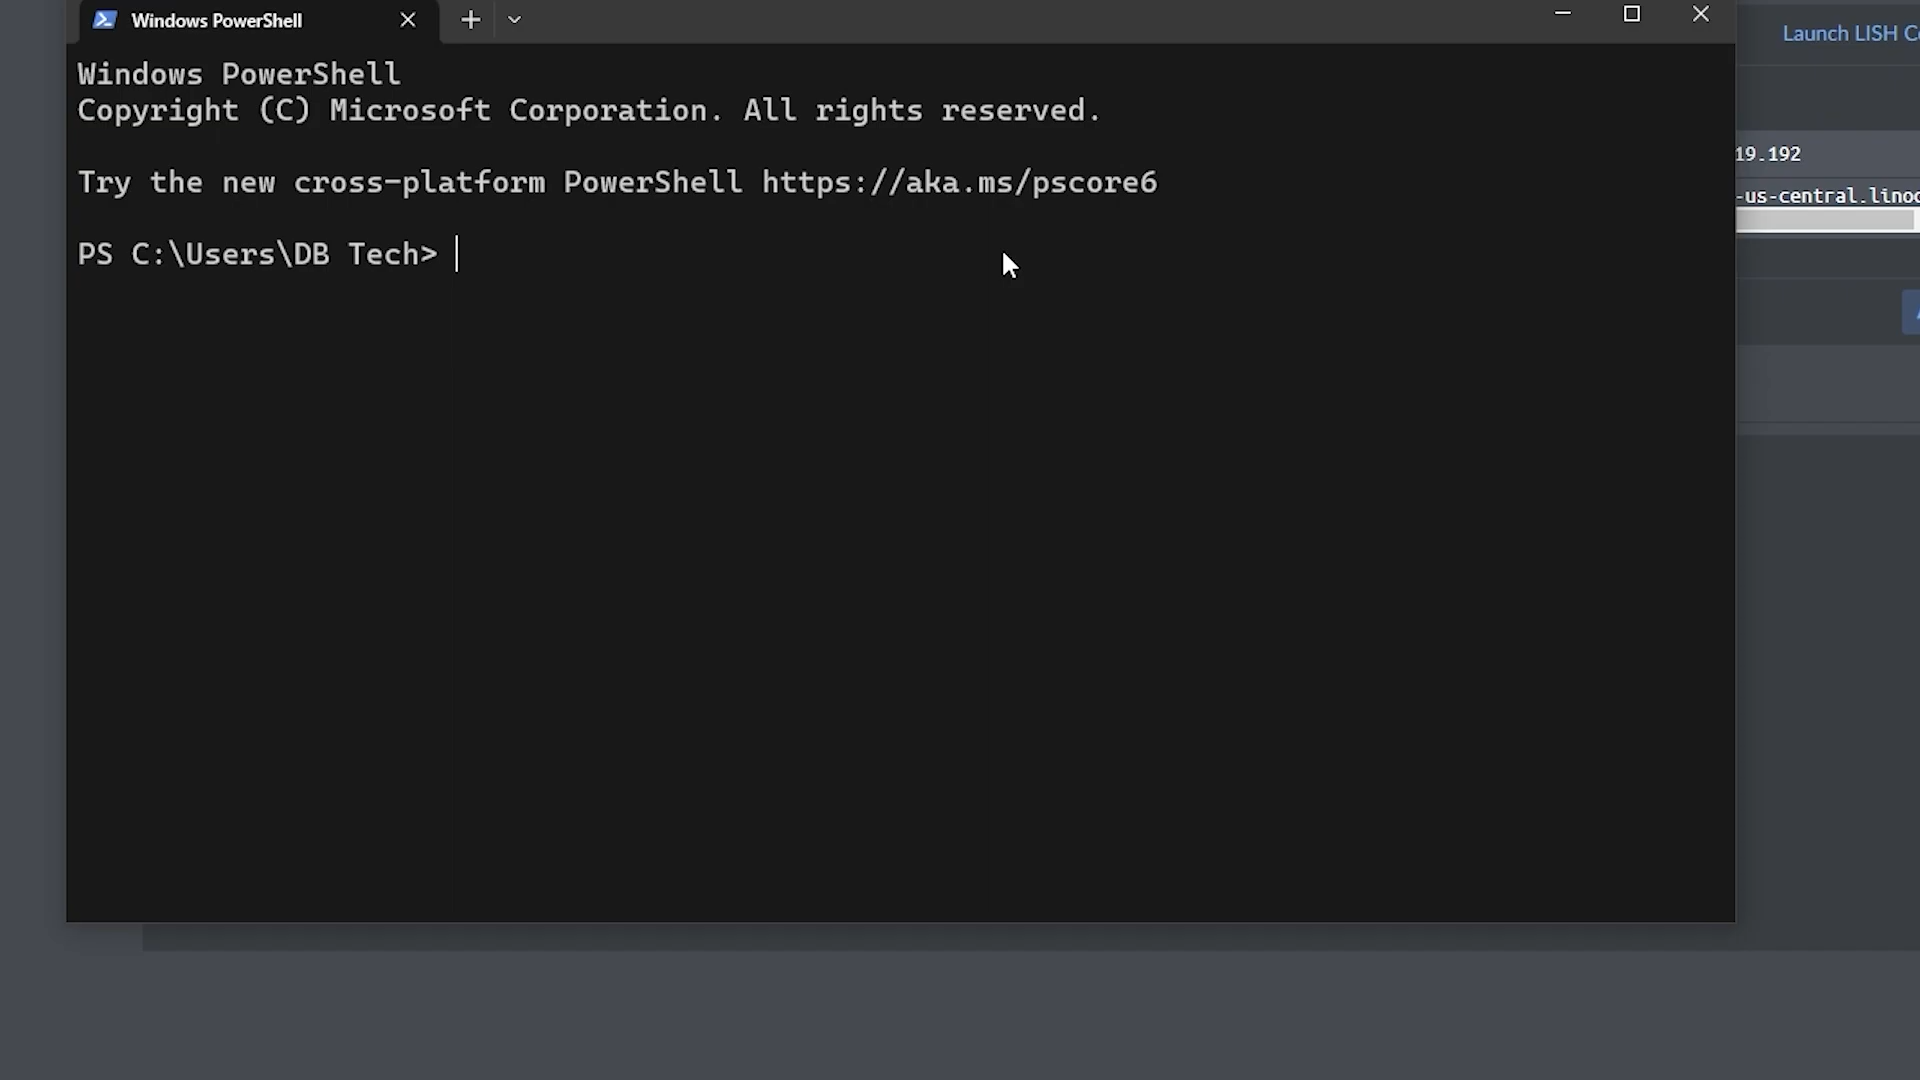 Windows PowerShell
Launch LISH
Windows PowerShell
Copyright (C) Microsoft Corporation. All rights reserved.
19.192
Try the new cross-platform PowerShell https://aka.ms/pscore6
-us-central.lino
PS C:\Users\DB Tech>